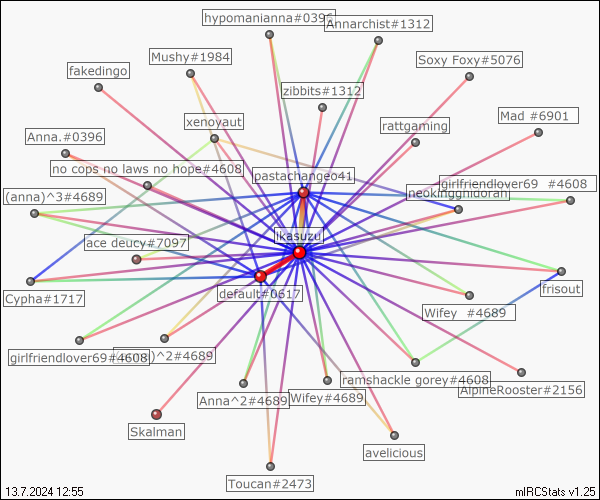 hypomanianna#0396
Annarchist#1312
Mushy#1984
Soxy Foxy#5076
fakedingo
zibbits#1312
Mad #6901
xenoyaut
rattgaming
Anna.#0396
no cops no laws no hope#4608
pastachangeo41
girlfriendlover69 #4608
(anna)^3#4689
neokingghidorah
ikasuzu
ace deucy#7097
default#0617
Cypha#1717
frisout
Wifey #4689
girlfriendlover69#4608
)^2#4689
ramshackle gorey#4608
AlpineRooster#2156
Anna^2#4689
Wifey#4689
Skalman
avelicious
Toucan#2473
13.7.2024 12:55
mIRCStats v1.25